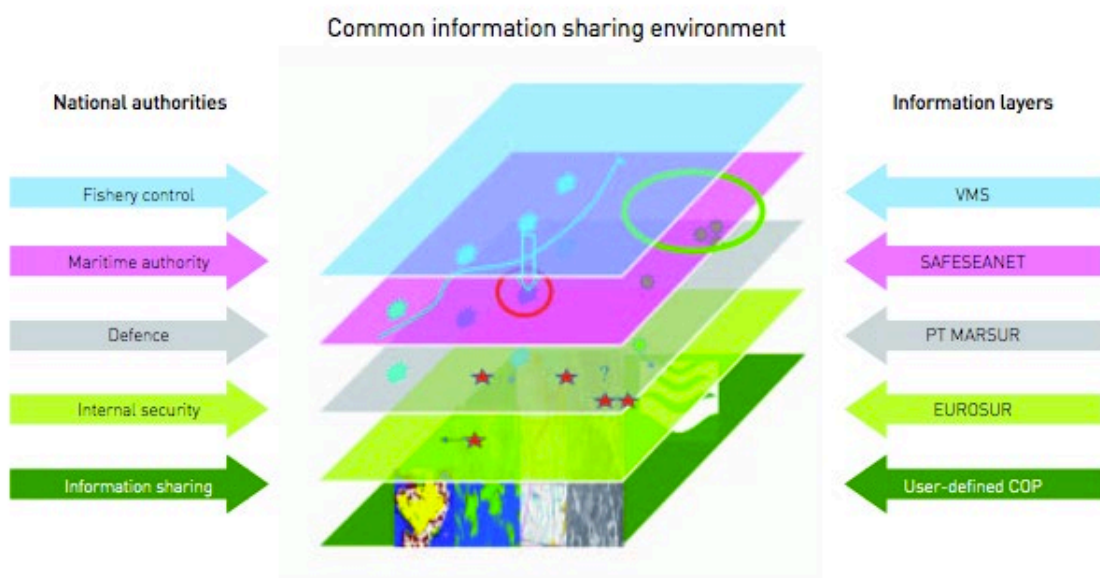 Common information sharing environment
National authorities
Information layers
Fishery control
VMS
Maritime authority
SAFESEANET
Defence
PT MARSUR
?
Internal security
EUROSUR
Information sharing
User-defined COP